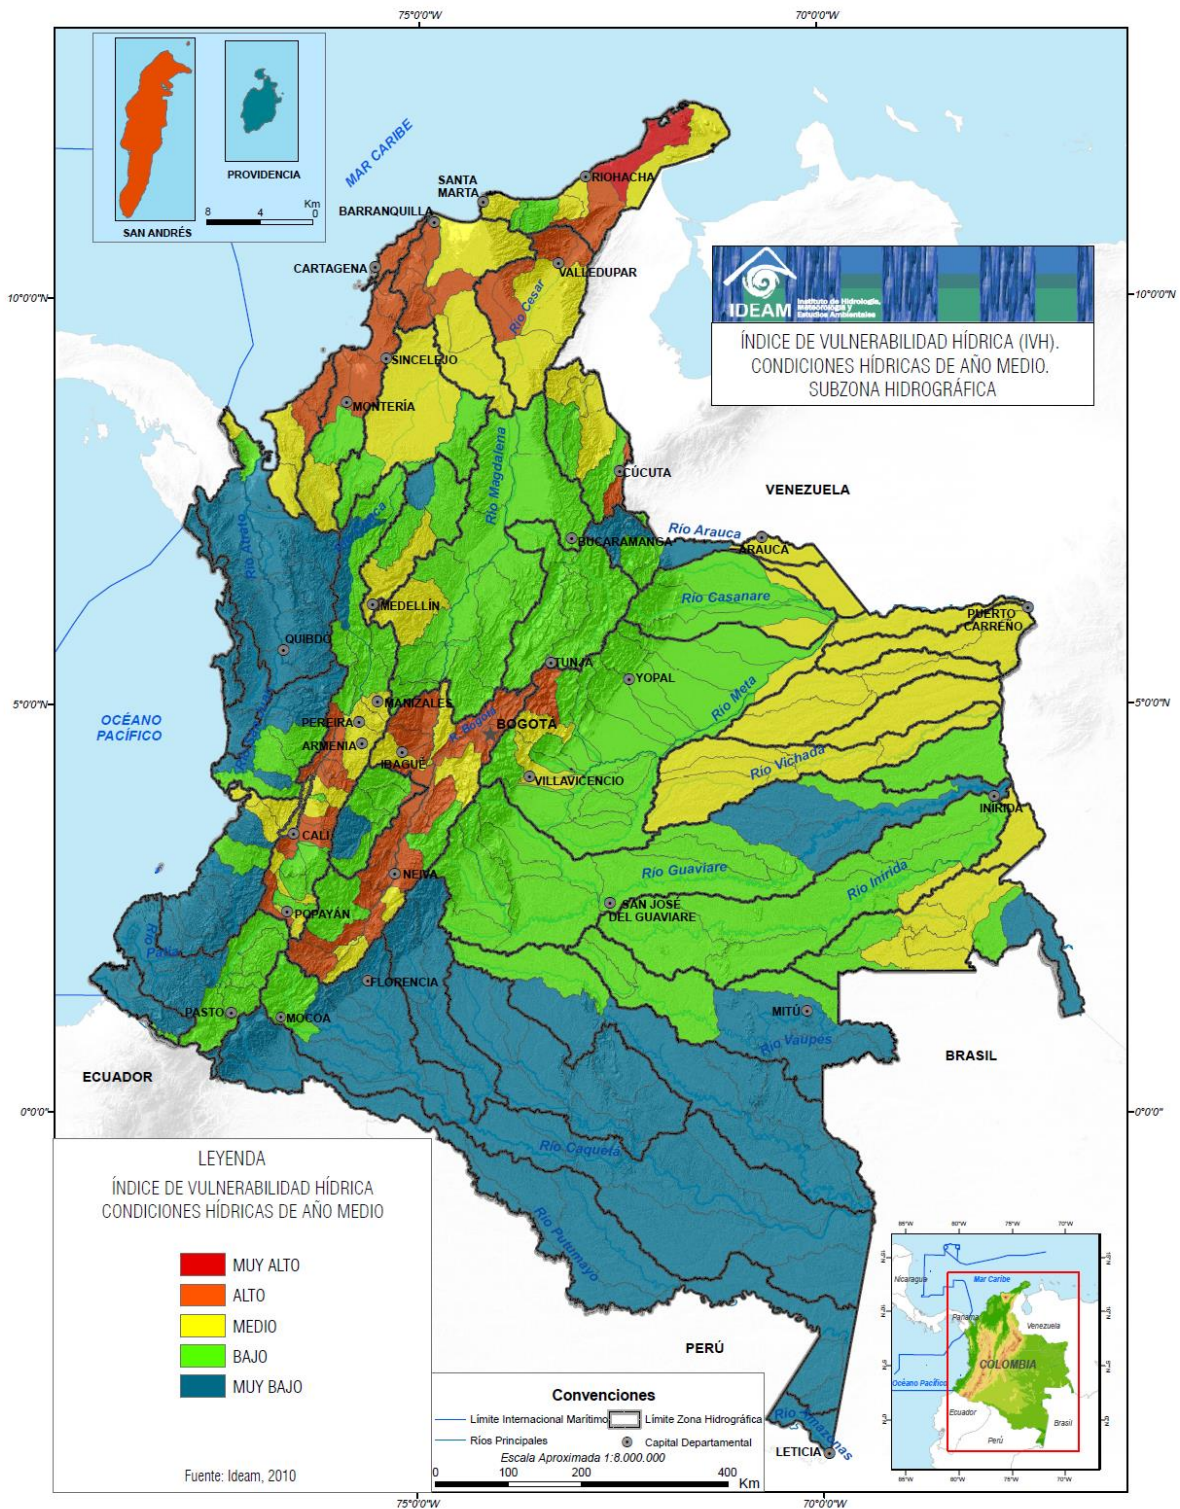 75°0'0"W
70°0'0"W
MAR CARIBE
8
4
Km
0
SAN ANDRÉS
PROVIDENCIA
RIOHACHA
SANTA
MARTA
BARRANQUILLA
CARTAGENA
VALLEDUPAR
10°0'0"N
10°0'0"N
IDEAM
Instituto de Hidrología,
Meteorología y
Estudios Ambientales
ÍNDICE DE VULNERABILIDAD HÍDRICA (IVH).
CONDICIONES HÍDRICAS DE AÑO MEDIO.
SUBZONA HIDROGRÁFICA
Río Cesar
SINCELEJO
MONTERÍA
Río Magdalena
CÚCUTA
VENEZUELA
Río Atrato
Río Arauca
ARAUCA
BUCARAMANGA
Río Casanare
MEDELLÍN
PUERTO
CARREÑO
QUIBDÓ
TUNJA
YOPAL
Río Meta
5°0'0"N
5°0'0"N
OCÉANO
PACÍFICO
MANIZALES
PEREIRA
R. Bogotá
BOGOTÁ
ARMENIA
IBAGUÉ
VILLAVICENCIO
Río Vichada
INÍRIDA
CALI
NEIVA
Río Guaviare
Río Inírida
SAN JOSÉ
DEL GUAVIARE
POPAYÁN
Río
Patía
FLORENCIA
PASTO
MOCOA
MITÚ
Río Vaupés
BRASIL
ECUADOR
0°0'0"
0°0'0"
Río Caquetá
Río Putumayo
PERÚ
Río Amazonas
LETICIA
LEYENDA
ÍNDICE DE VULNERABILIDAD HÍDRICA
CONDICIONES HÍDRICAS DE AÑO MEDIO
MUY ALTO
ALTO
MEDIO
BAJO
MUY BAJO
Fuente: Ideam, 2010
Convenciones
Límite Internacional Marítimo
Límite Zona Hidrográfica
Ríos Principales
Capital Departamental
Escala Aproximada 1:8.000.000
0
100
200
400
Km
75°0'0"W
70°0'0"W
85°W
80°W
75°W
70°W
Nicaragua
Mar Caribe
Panama
Venezuela
COLOMBIA
Océano Pacífico
Ecuador
Brasil
Perú
85°W
80°W
75°W
70°W